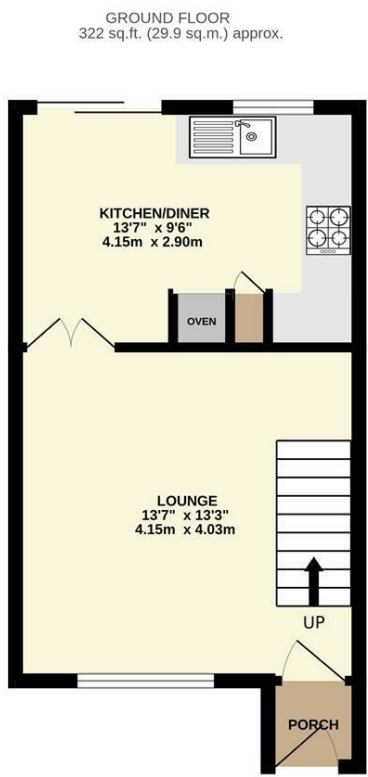 GROUND FLOOR
322 sq.ft. (29.9 sq.m.) approx.
KITCHEN/DINER
13'7" x 9'6"
4.15m x 2.90m
OVEN
LOUNGE
13'7" x 13'3"
4.15m x 4.03m
UP
PORCH